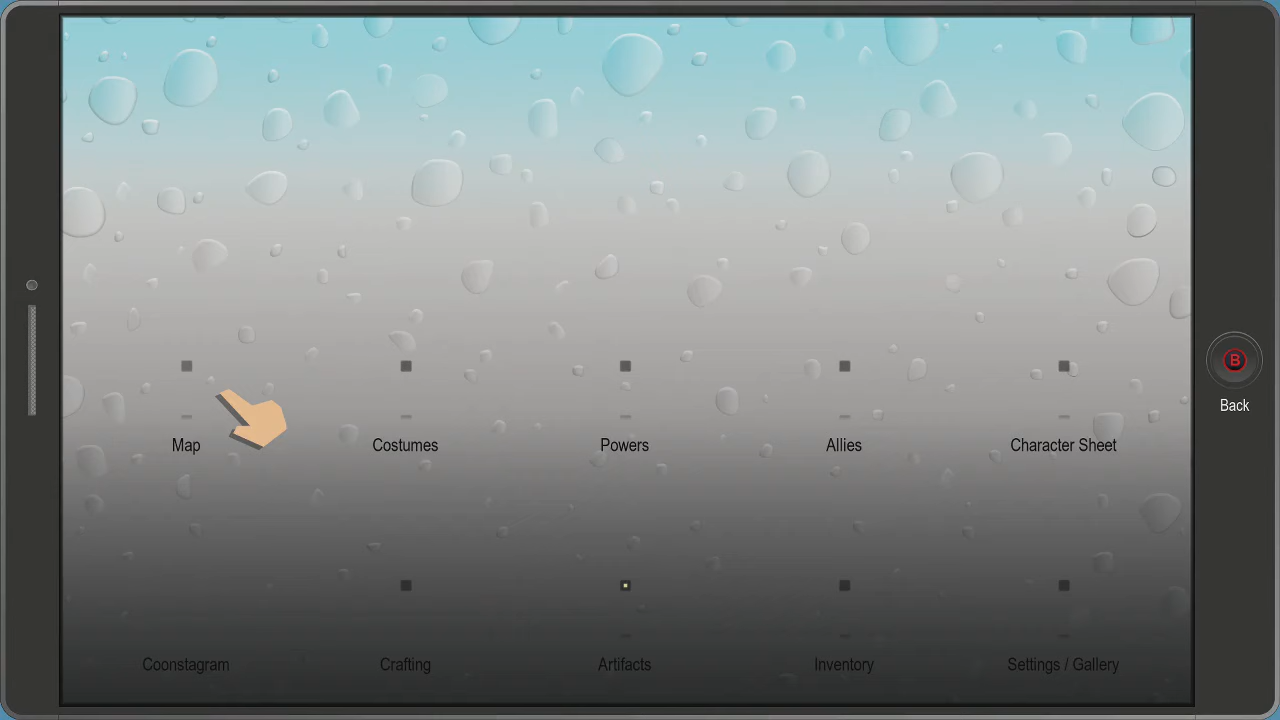 Map
Costumes
Powers
Allies
Character Sheet
B
Back
Coonstagram
Crafting
Artifacts
Inventory
Settings / Gallery